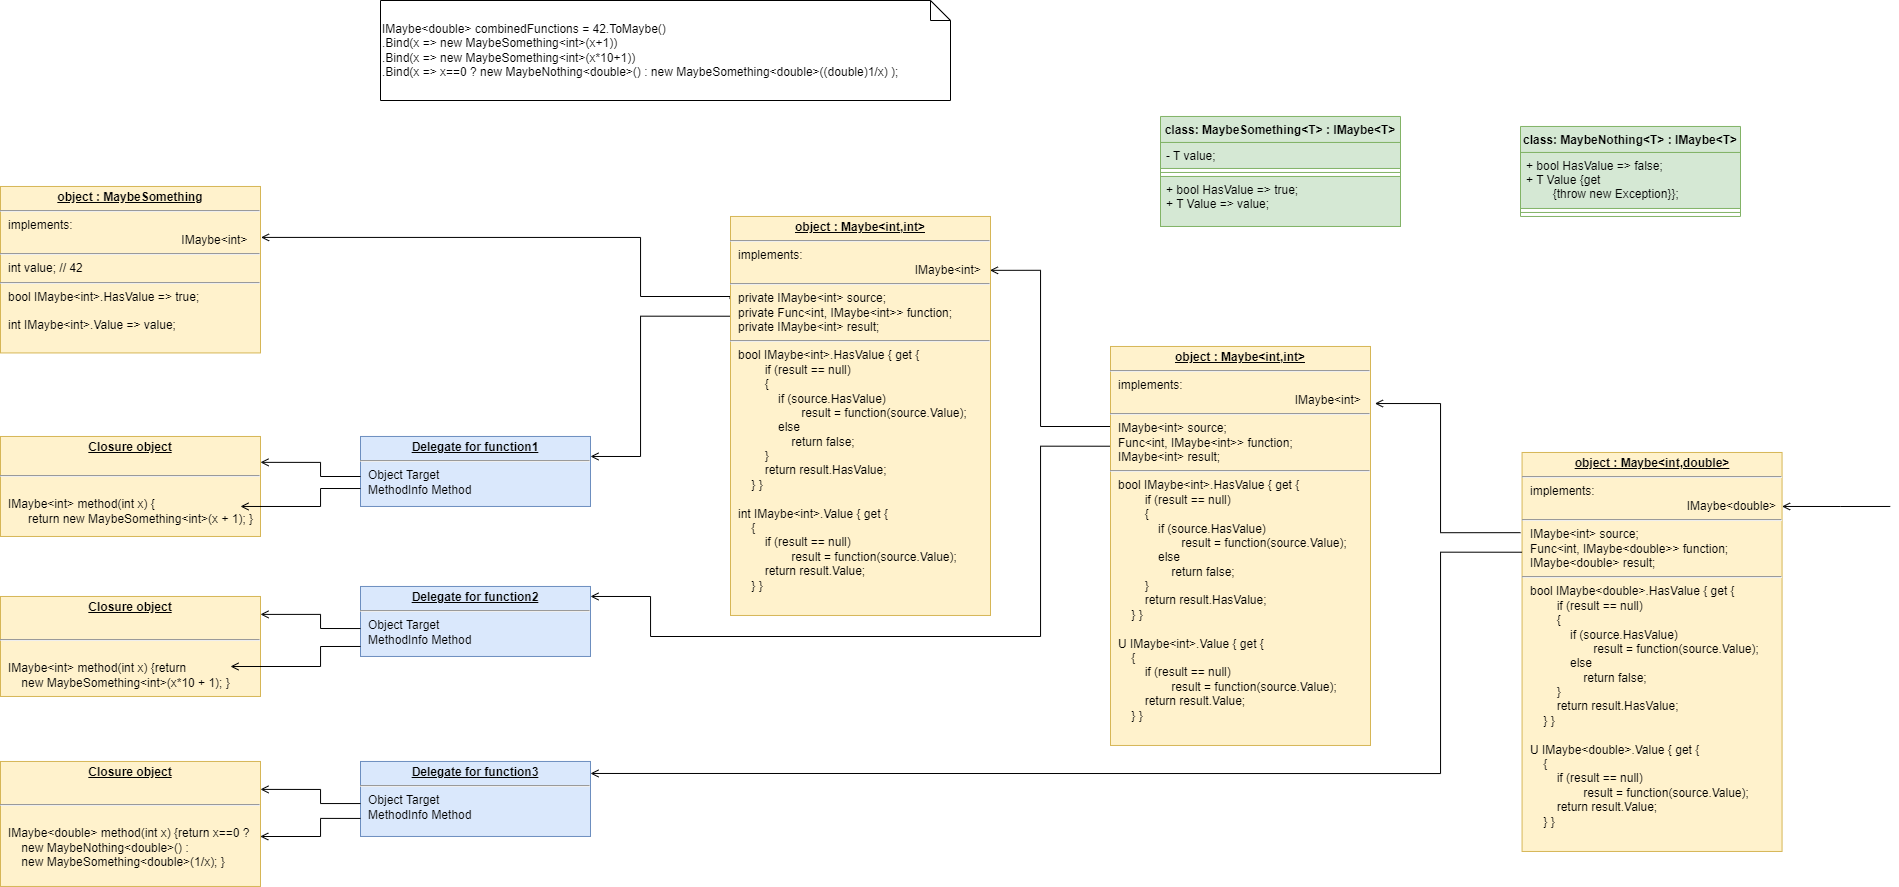 IMaybe<double> combinedFunctions = 42.ToMaybe()
.Bind(x => new MaybeSomething<int>(x+1))
.Bind(x => new MaybeSomething<int>(x*10+1))
.Bind(x => x==0 ? new MaybeNothing<double>() : new MaybeSomething<double>((double)1/x) );
class: MaybeSomething<T> : IMaybe<T>
- T value;
+ bool HasValue => true;
+ T Value => value;
class: MaybeNothing<T> : IMaybe<T>
+ bool HasValue => false;
+ T Value {get
{throw new Exception}};
object : MaybeSomething
implements:
IMaybe<int>
int value; // 42
bool IMaybe<int>.HasValue => true;
int IMaybe<int>.Value => value;
object : Maybe<int,int>
implements:
IMaybe<int>
private IMaybe<int> source;
private Func<int, IMaybe<int>> function;
private IMaybe<int> result;
bool IMaybe<int>.HasValue { get {
if (result == null)
{
if (source.HasValue)
result = function(source.Value);
else
return false;
}
return result.HasValue;
} }
int IMaybe<int>.Value { get {
{
if (result == null)
result = function(source.Value);
return result.Value;
} }
object : Maybe<int,int>
implements:
IMaybe<int>
IMaybe<int> source;
Func<int, IMaybe<int>> function;
IMaybe<int> result;
bool IMaybe<int>.HasValue { get {
if (result == null)
{
if (source.HasValue)
result = function(source.Value);
else
return false;
}
return result.HasValue;
} }
U IMaybe<int>.Value { get {
{
if (result == null)
result = function(source.Value);
return result.Value;
} }
object : Maybe<int,double>
implements:
IMaybe<double>
IMaybe<int> source;
Func<int, IMaybe<double>> function;
IMaybe<double> result;
bool IMaybe<double>.HasValue { get {
if (result == null)
{
if (source.HasValue)
result = function(source.Value);
else
return false;
}
return result.HasValue;
} }
U IMaybe<double>.Value { get {
{
if (result == null)
result = function(source.Value);
return result.Value;
} }
Closure object
IMaybe<int> method(int x) {
return new MaybeSomething<int>(x + 1); }
Delegate for function1
Object Target
MethodInfo Method
Closure object
IMaybe<int> method(int x) {return
new MaybeSomething<int>(x*10 + 1); }
Delegate for function2
Object Target
MethodInfo Method
Closure object
IMaybe<double> method(int x) {return x==0 ?
new MaybeNothing<double>() :
new MaybeSomething<double>(1/x); }
Delegate for function3
Object Target
MethodInfo Method